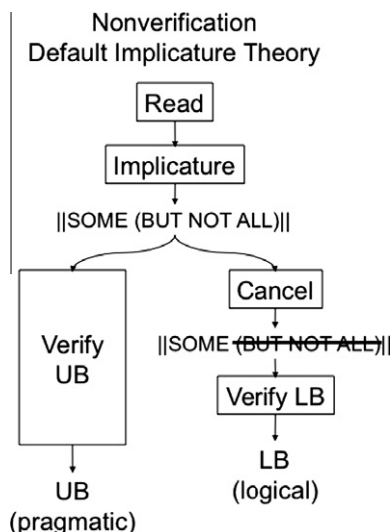 Nonverification
Default Implicature Theory
Read
Implicature
||SOME (BUT NOT ALL)||
Verify
UB
UB
(pragmatic)
Cancel
||SOME (BUT NOT ALL)||
Verify LB
LB
(logical)